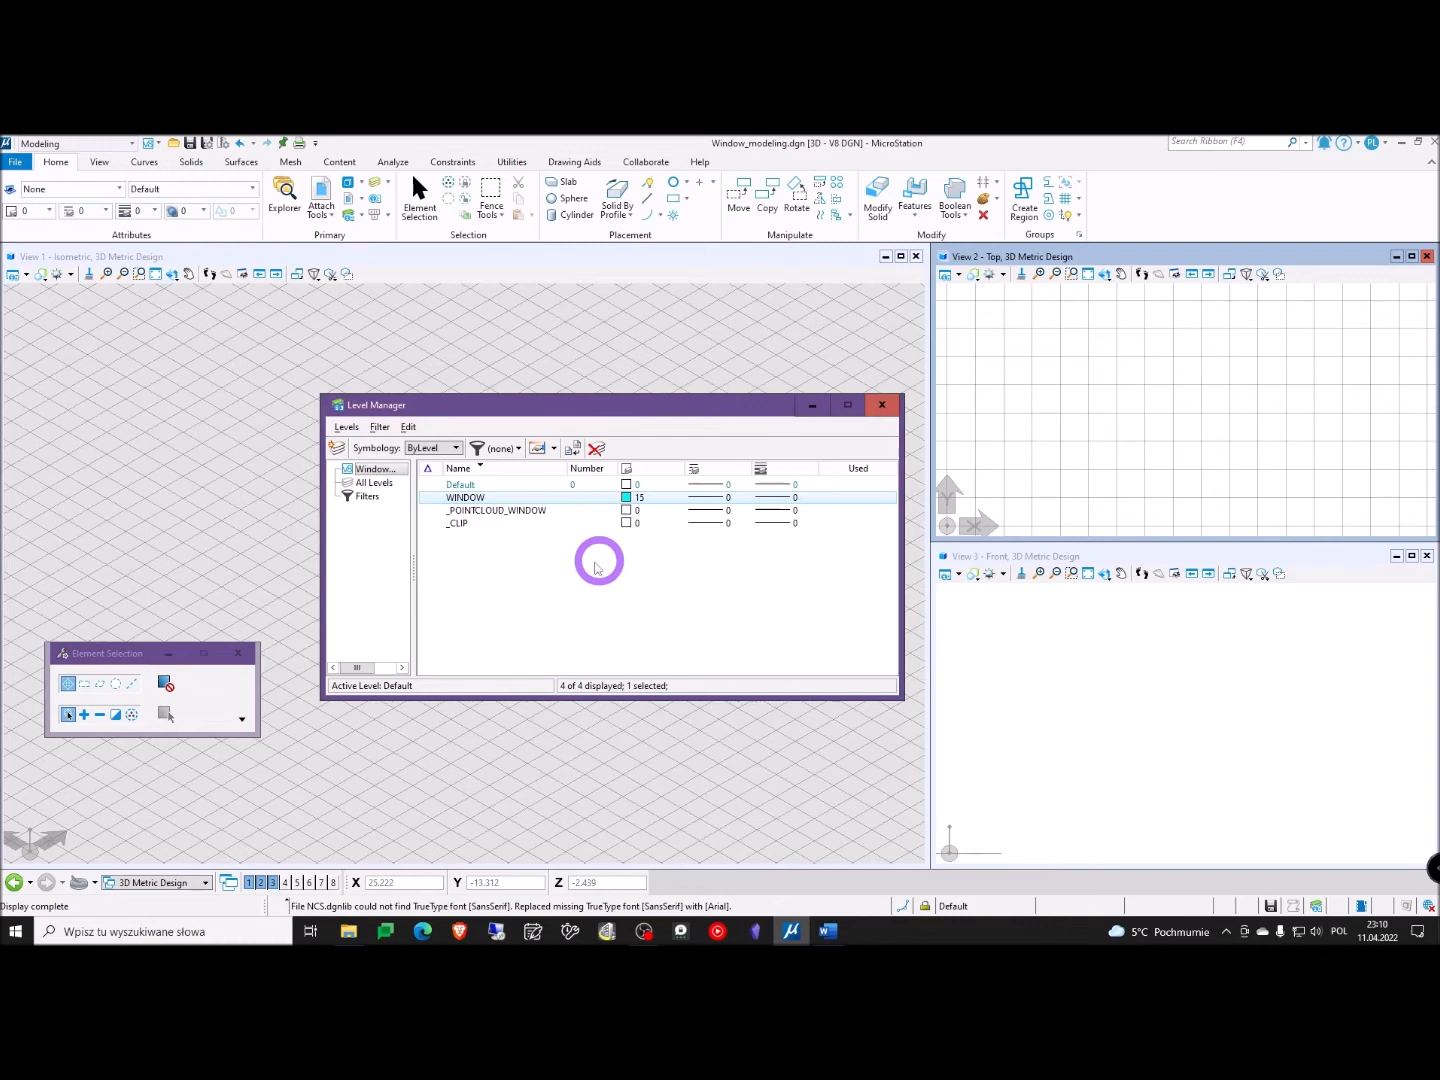 Modeling
Window_modeling.dgn [3D - V8 DGN] - MicroStation
Search Ribbon (F4)
PL
File Home View Curves Solids Surfaces Mesh Content Analyze Constraints Utilities Drawing Aids Collaborate Help
None Default
0 0 0 0 0
Attributes
Explorer
Attach Tools
Primary
Element Selection
Fence Tools
Selection
Slab
Sphere
Cylinder
Solid By Profile
Placement
Move Copy Rotate
Manipulate
Modify Solid
Features
Boolean Tools
Modify
Create Region
Groups
View 1 - Isometric, 3D Metric Design
View 2 - Top, 3D Metric Design
Level Manager
Levels Filter Edit
Symbology: ByLevel (none)
Window...
All Levels
Filters
Name Number Used
Default 0 0 0 0
WINDOW 15 0 0
_POINTCLOUD_WINDOW 0 0 0
_CLIP 0 0 0
Active Level: Default
4 of 4 displayed; 1 selected;
Y
X
View 3 - Front, 3D Metric Design
Element Selection
3D Metric Design 1 2 3 4 5 6 7 8 X 25.222 Y -13.312 Z -2.439
Display complete
File NCS.dgnlib could not find TrueType font [SansSerif]. Replaced missing TrueType font [SansSerif] with [Arial].
Default
Wpisz tu wyszukiwane słowa
5°C Pochmurnie
POL
23:10
11.04.2022